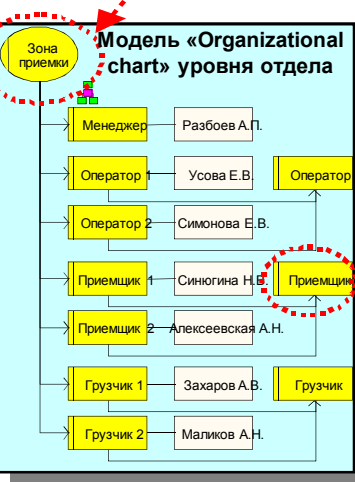 Зона
приемки
Модель «Organizational
chart» уровня отдела
Менеджер
Разбоев А.П.
Оператор 1
Усова Е.В.
Оператор
Оператор 2
Симонова Е.В.
Приемщик 1
Синюгина Н.В.
Приемщик
Приемщик 2
Алексеевская А.Н.
Грузчик 1
Захаров А.В.
Грузчик
Грузчик 2
Маликов А.Н.